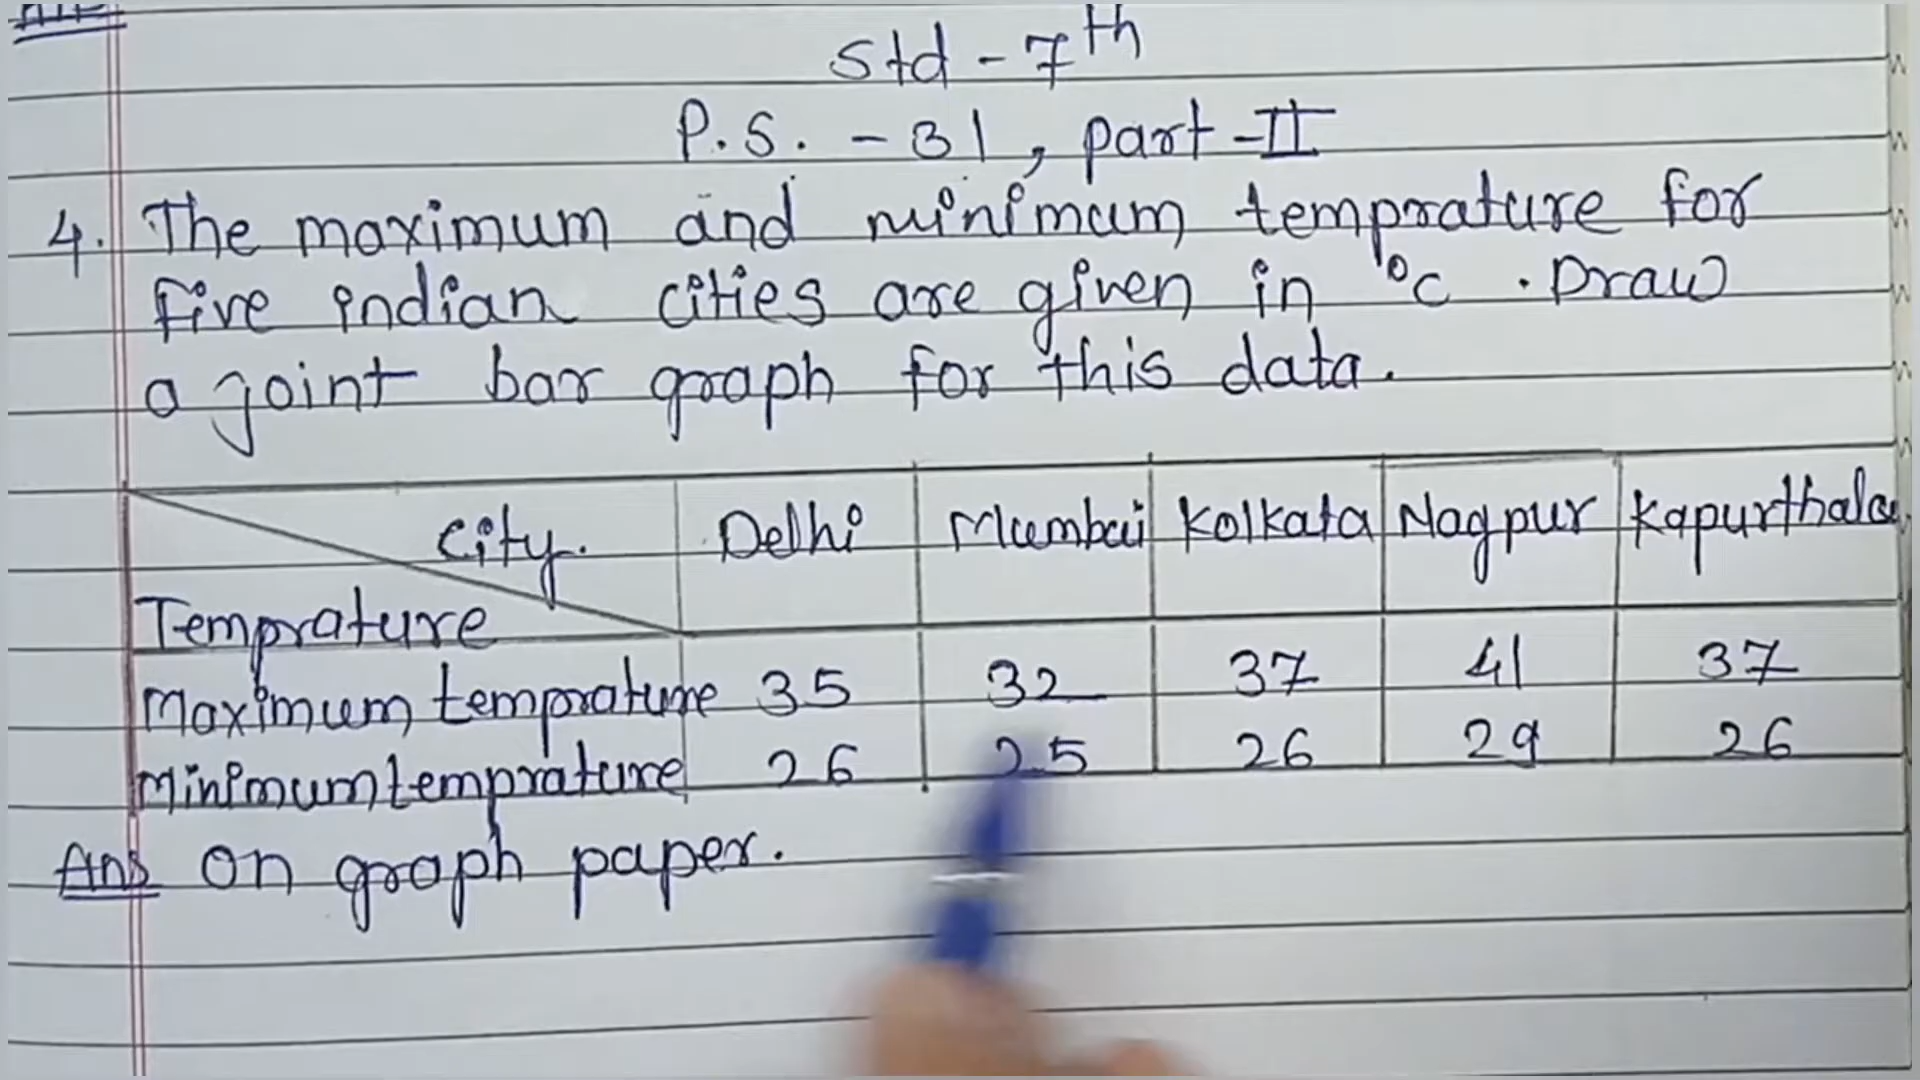 Std - 7th
P.S. - 31, part - II
4. The maximum and minimum temprature for
five indian cities are given in °c . Draw
a joint bar graph for this data.
City. Delhi Mumbai Kolkata Nagpur Kapurthala
Temprature
Maximum temprature 35 32 37 41 37
Minimum temprature 26 25 26 29 26
Ans on graph paper.